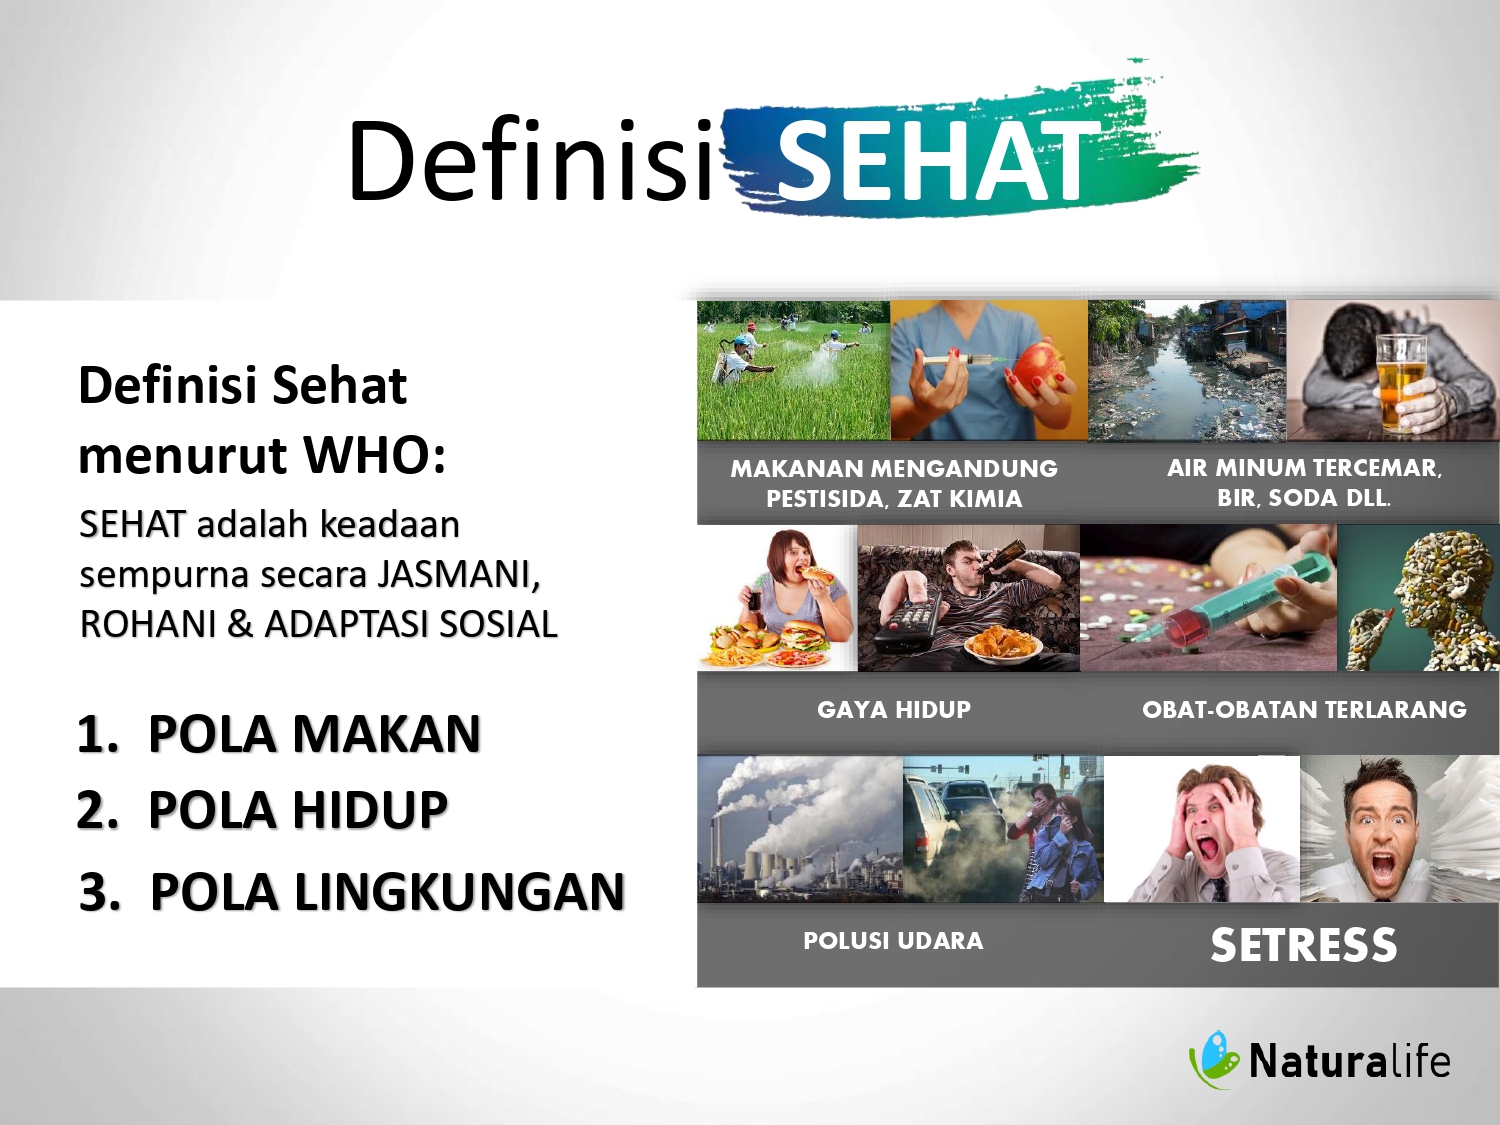 Definisi SEHAT
Definisi Sehat
menurut WHO:
SEHAT adalah keadaan
sempurna secara JASMANI,
ROHANI & ADAPTASI SOSIAL
1. POLA MAKAN
2. POLA HIDUP
3. POLA LINGKUNGAN
MAKANAN MENGANDUNG
PESTISIDA, ZAT KIMIA
AIR MINUM TERCEMAR,
BIR, SODA DLL.
GAYA HIDUP
OBAT-OBATAN TERLARANG
POLUSI UDARA
SETRESS
Naturalife